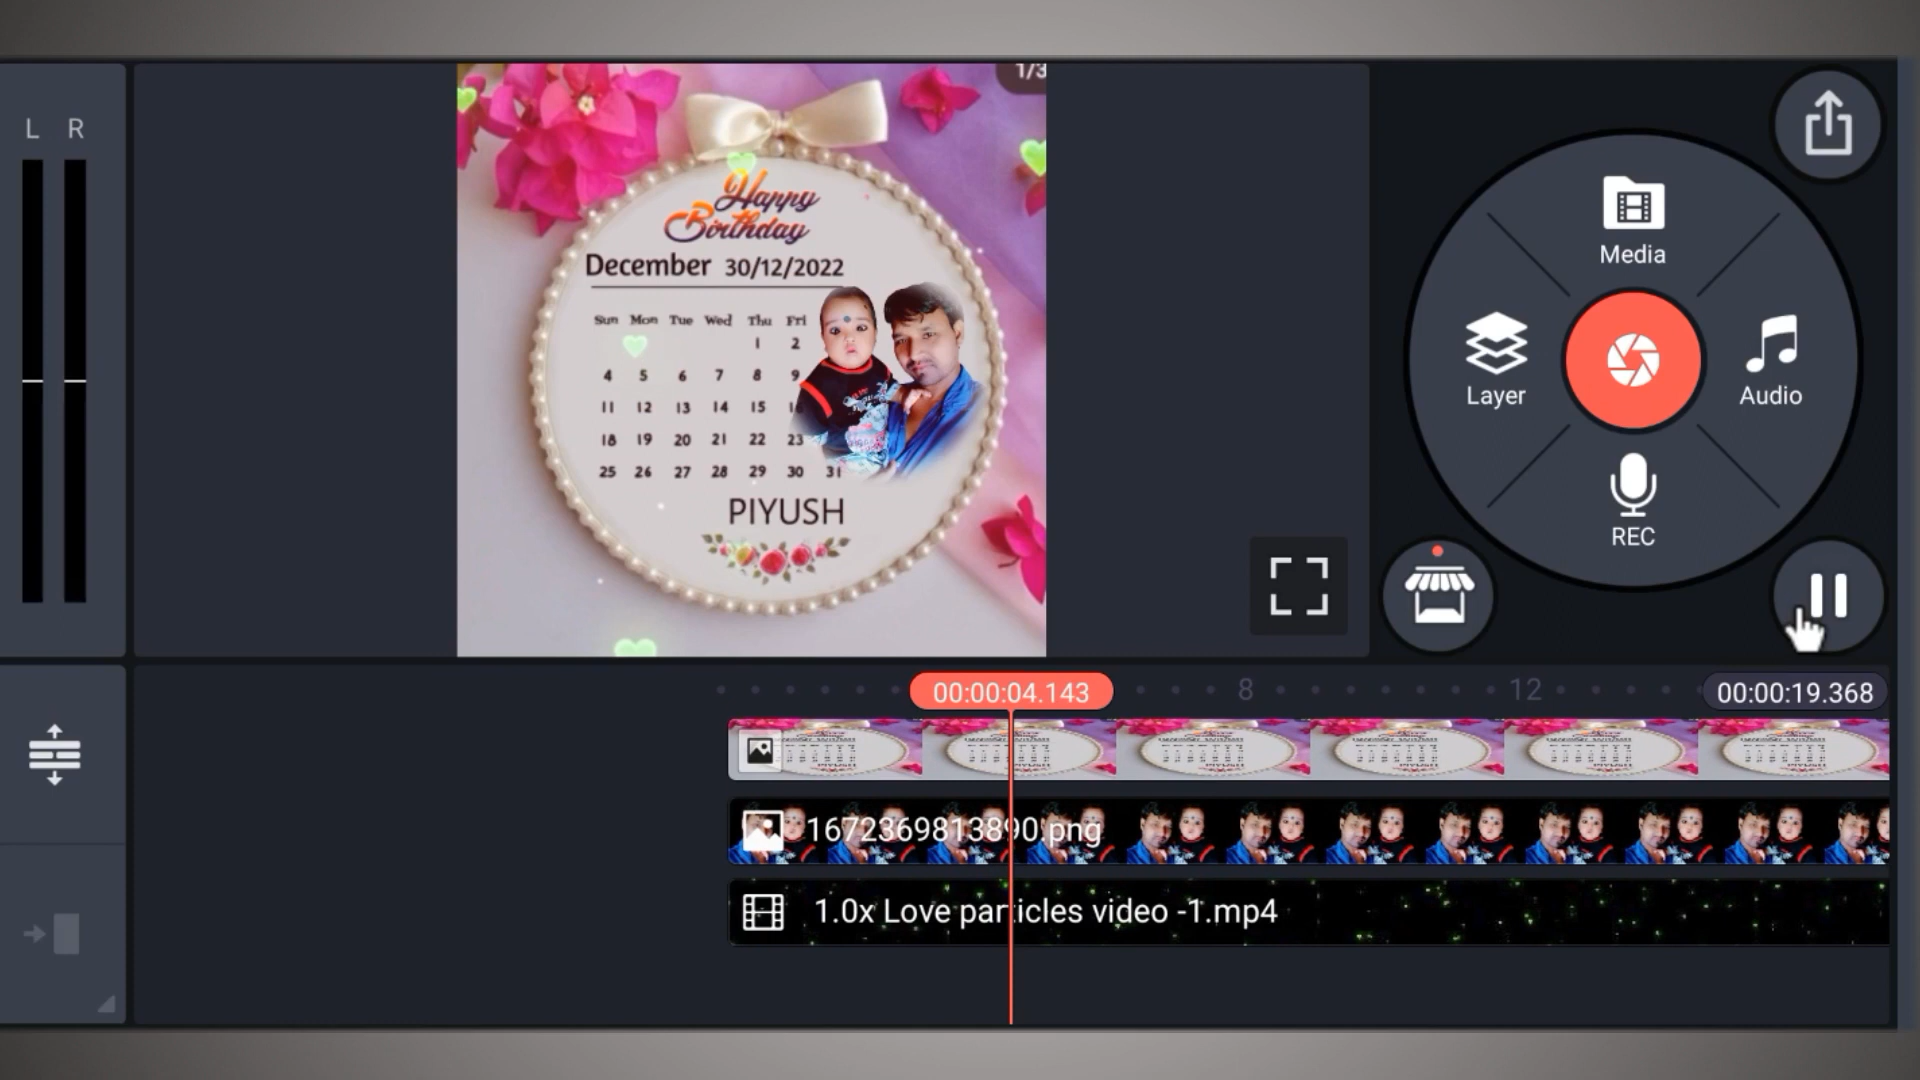 L R
1/3
Happy
Birthday
December 30/12/2022
Sun Mon Tue Wed Thu Fri
1 2
4 5 6 7 8 9
11 12 13 14 15
18 19 20 21 22 23
25 26 27 28 29 30 31
PIYUSH
Media
Layer
Audio
REC
00:00:04.143
8
12
00:00:19.368
1672369813890.png
1.0x Love particles video -1.mp4